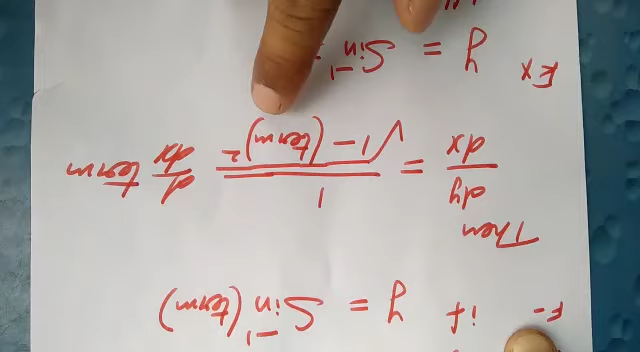 F- if y = Sin⁻¹(term)
Then
dy/dx = 1/√1-(term)² d/dx term
Ex y = Sin⁻¹